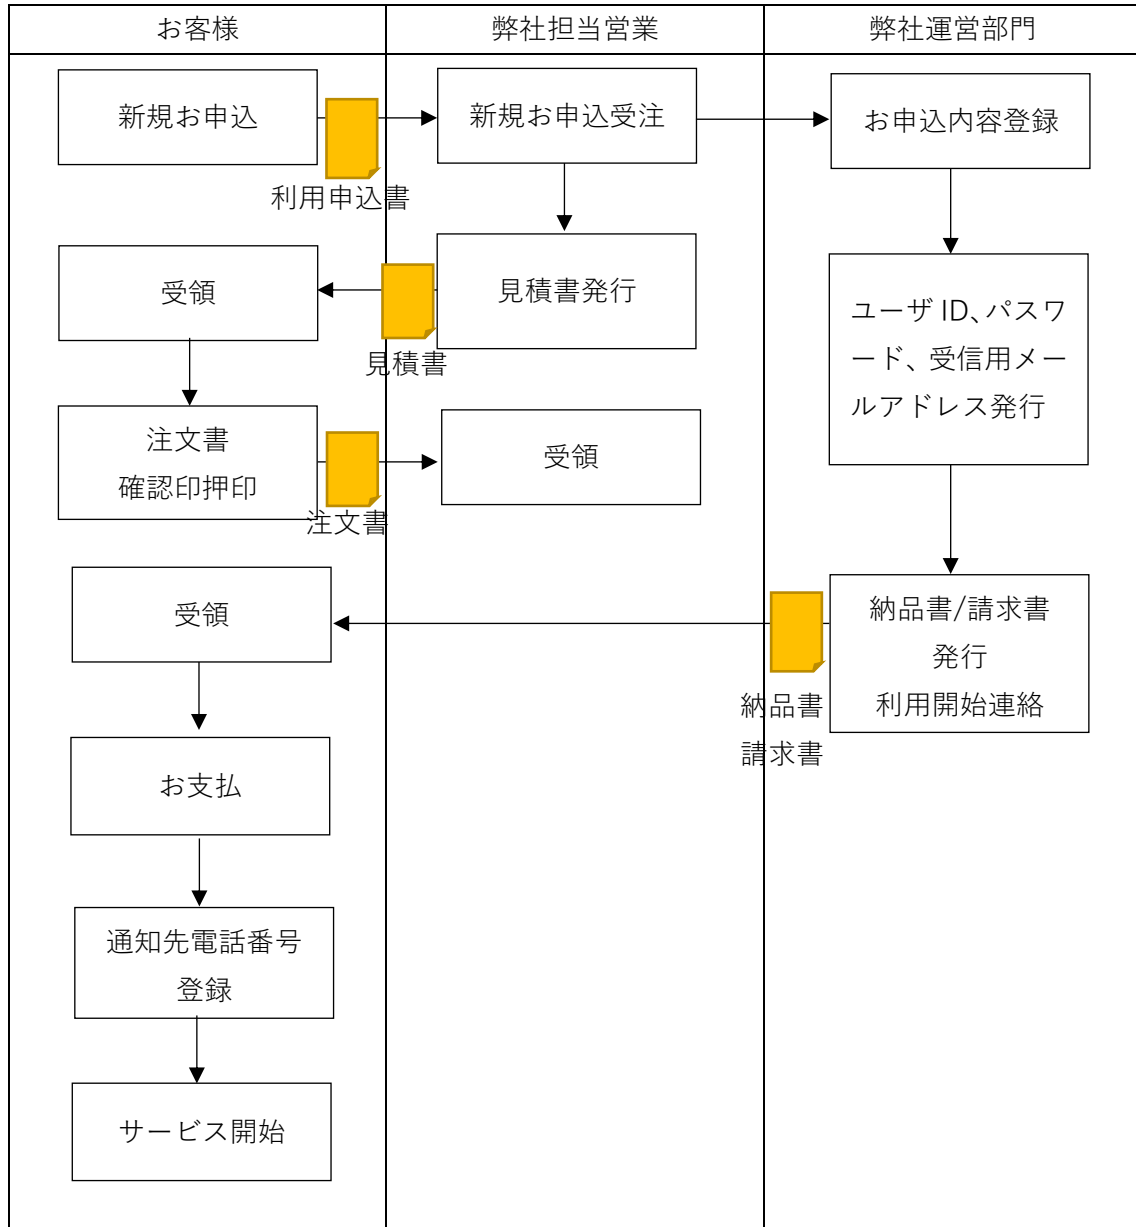 お客様
弊社担当営業
弊社運営部門
新規お申込
新規お申込受注
お申込内容登録
利用申込書
受領
見積書発行
ユーザ ID、パスワ
ード、受信用メー
ルアドレス発行
見積書
注文書
確認印押印
受領
注文書
受領
納品書/請求書
発行
利用開始連絡
納品書
請求書
お支払
通知先電話番号
登録
サービス開始